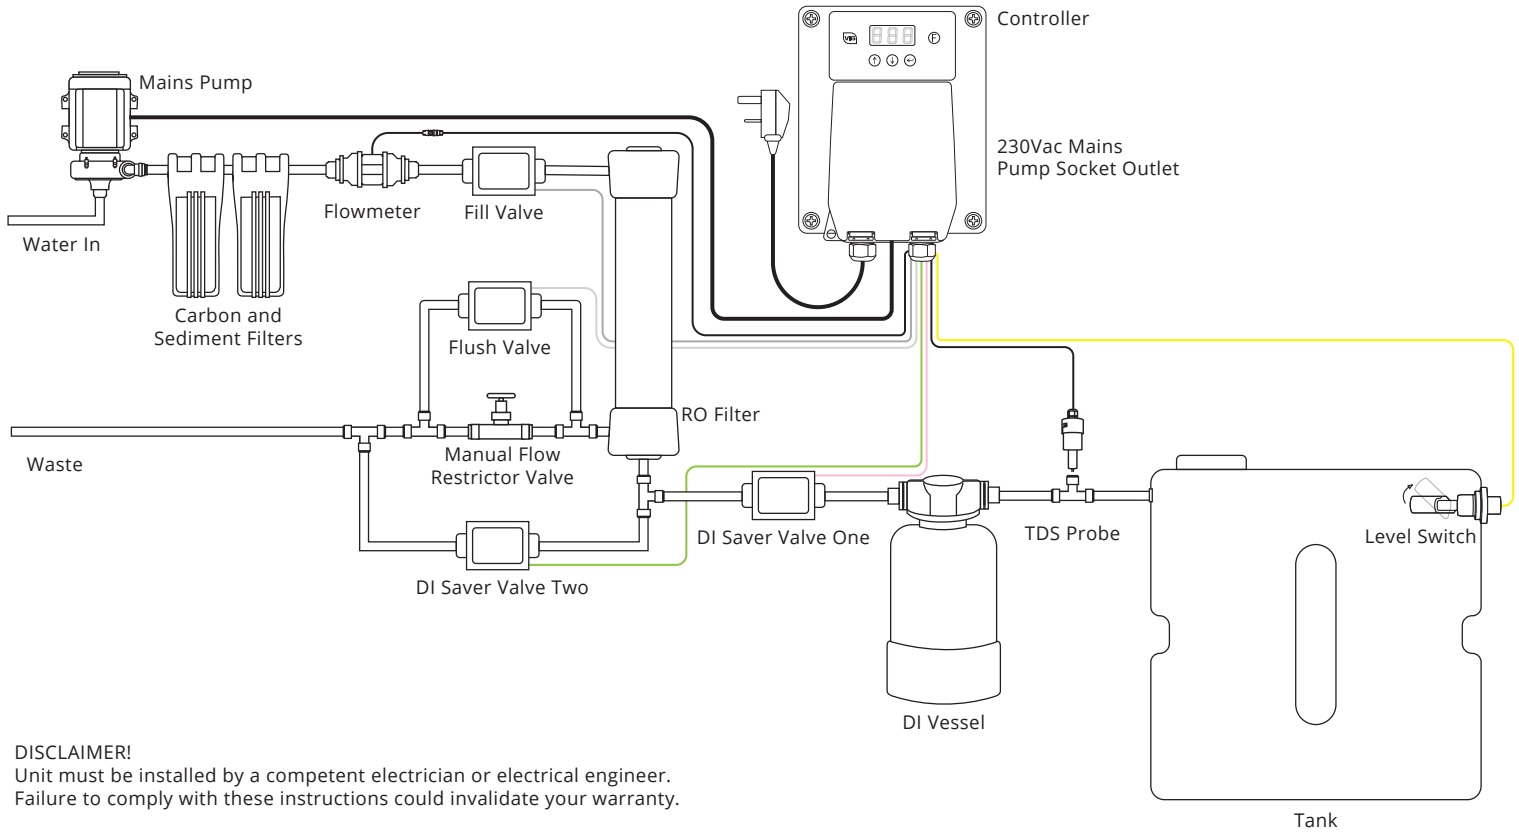 Controller
Mains Pump
230Vac Mains
Pump Socket Outlet
Flowmeter
Fill Valve
Water In
Carbon and
Sediment Filters
Flush Valve
RO Filter
Manual Flow
Restrictor Valve
Waste
DI Saver Valve One
TDS Probe
Level Switch
DI Saver Valve Two
DI Vessel
DISCLAIMER!
Unit must be installed by a competent electrician or electrical engineer.
Failure to comply with these instructions could invalidate your warranty.
Tank